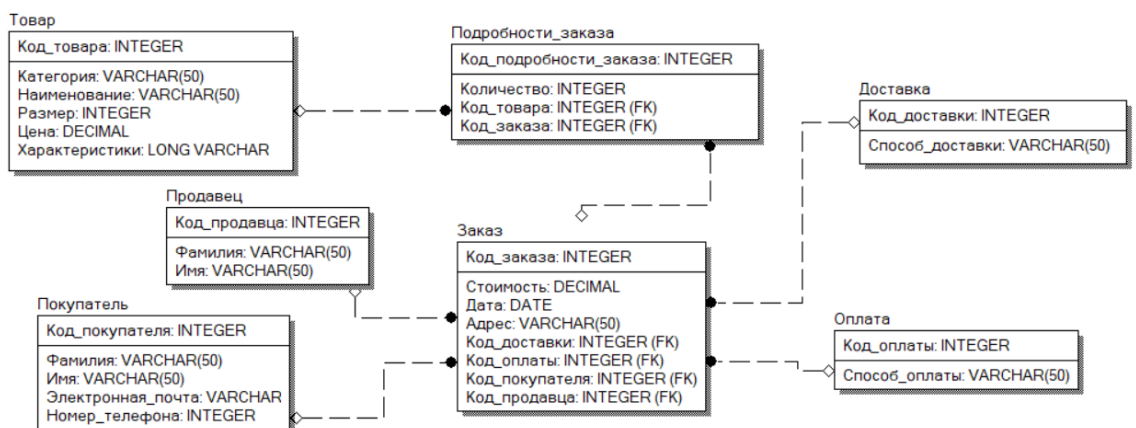 Товар
Код_товара: INTEGER
Категория: VARCHAR(50)
Наименование: VARCHAR(50)
Размер: INTEGER
Цена: DECIMAL
Характеристики: LONG VARCHAR
Подробности_заказа
Код_подробности_заказа: INTEGER
Количество: INTEGER
Код_товара: INTEGER (FK)
Код_заказа: INTEGER (FK)
Доставка
Код_доставки: INTEGER
Способ_доставки: VARCHAR(50)
Продавец
Код_продавца: INTEGER
Фамилия: VARCHAR(50)
Имя: VARCHAR(50)
Заказ
Код_заказа: INTEGER
Стоимость: DECIMAL
Дата: DATE
Адрес: VARCHAR(50)
Код_доставки: INTEGER (FK)
Код_оплаты: INTEGER (FK)
Код_покупателя: INTEGER (FK)
Код_продавца: INTEGER (FK)
Покупатель
Код_покупателя: INTEGER
Фамилия: VARCHAR(50)
Имя: VARCHAR(50)
Электронная_почта: VARCHAR
Номер_телефона: INTEGER
Оплата
Код_оплаты: INTEGER
Способ_оплаты: VARCHAR(50)